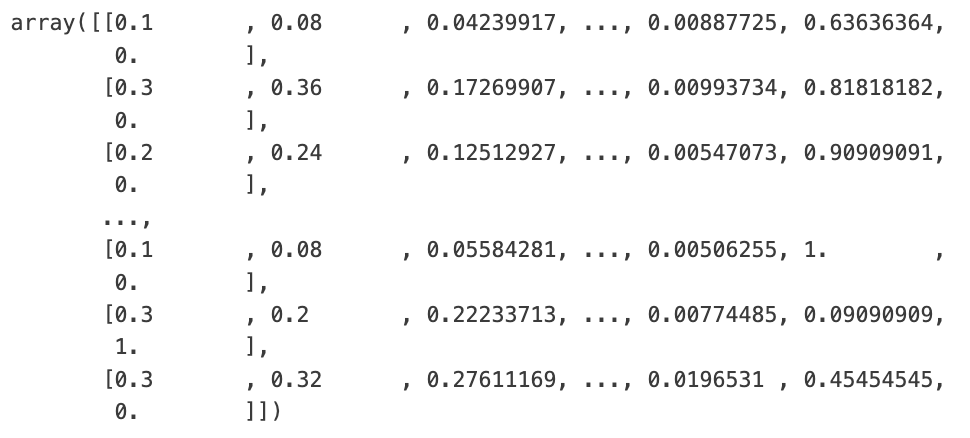 array([[0.1       , 0.08      , 0.04239917, ..., 0.00887725, 0.63636364,
        0.        ],
       [0.3       , 0.36      , 0.17269907, ..., 0.00993734, 0.81818182,
        0.        ],
       [0.2       , 0.24      , 0.12512927, ..., 0.00547073, 0.90909091,
        0.        ],
       ...,
       [0.1       , 0.08      , 0.05584281, ..., 0.00506255, 1.        ,
        0.        ],
       [0.3       , 0.2       , 0.22233713, ..., 0.00774485, 0.09090909,
        1.        ],
       [0.3       , 0.32      , 0.27611169, ..., 0.0196531 , 0.45454545,
        0.        ]])